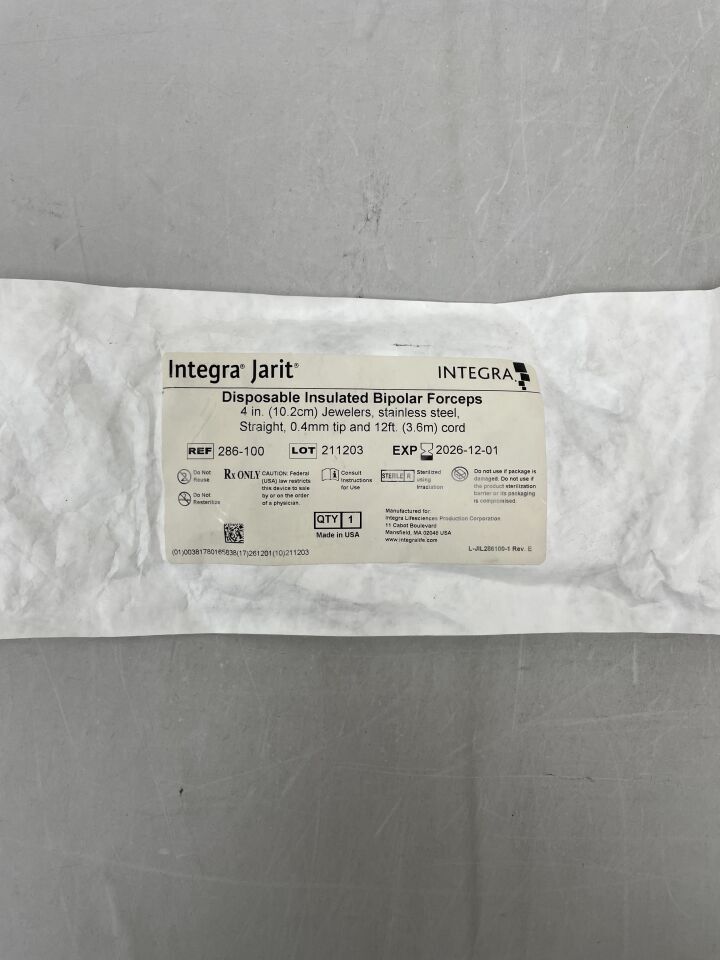 Integra® Jarit®
INTEGRA
Disposable Insulated Bipolar Forceps
4 in. (10.2cm) Jewelers, stainless steel,
Straight, 0.4mm tip and 12ft. (3.6m) cord
REF 286-100 LOT 211203 EXP 2026-12-01
Do Not
Reuse
Do Not
Resterilize
Rx ONLY
CAUTION: Federal
(USA) law restricts
this device to sale
by or on the order
of a physician.
Consult
Instructions
for Use
STERILE R
Sterilized
using
Irradiation
Do not use if package is
damaged. Do not use if
the product sterilization
barrier or its packaging
is compromised.
QTY 1
Made in USA
Manufactured for:
Integra Lifesciences Production Corporation
11 Cabot Boulevard
Mansfield, MA 02048 USA
www.integralife.com
(01)00381780165838(17)261201(10)211203
L-JIL286100-1 Rev. E